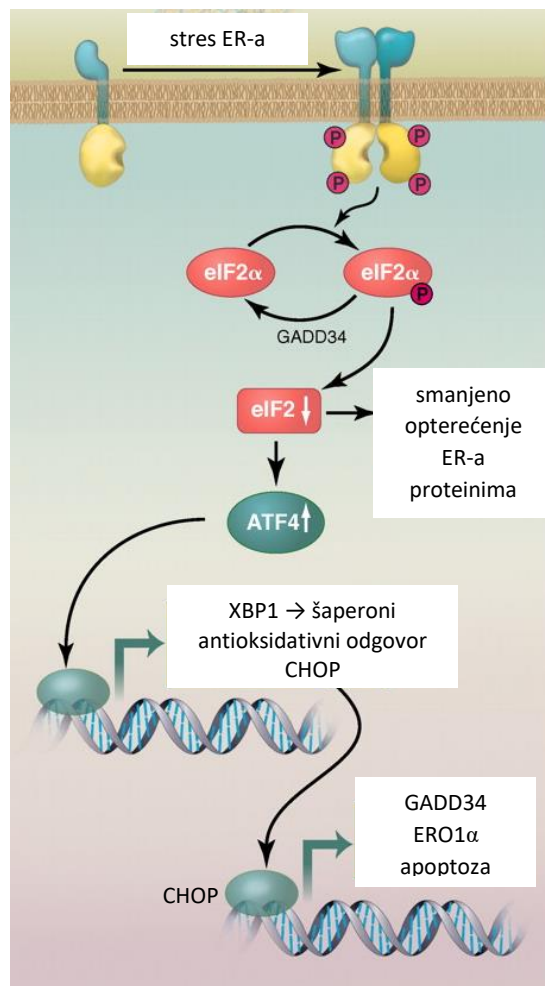 stres ER-a
P
P
P
P
eIF2α
eIF2α
P
GADD34
eIF2
smanjeno
opterećenje
ER-a
proteinima
ATF4
XBP1 → šaperoni
antioksidativni odgovor
CHOP
GADD34
ERO1α
apoptoza
CHOP